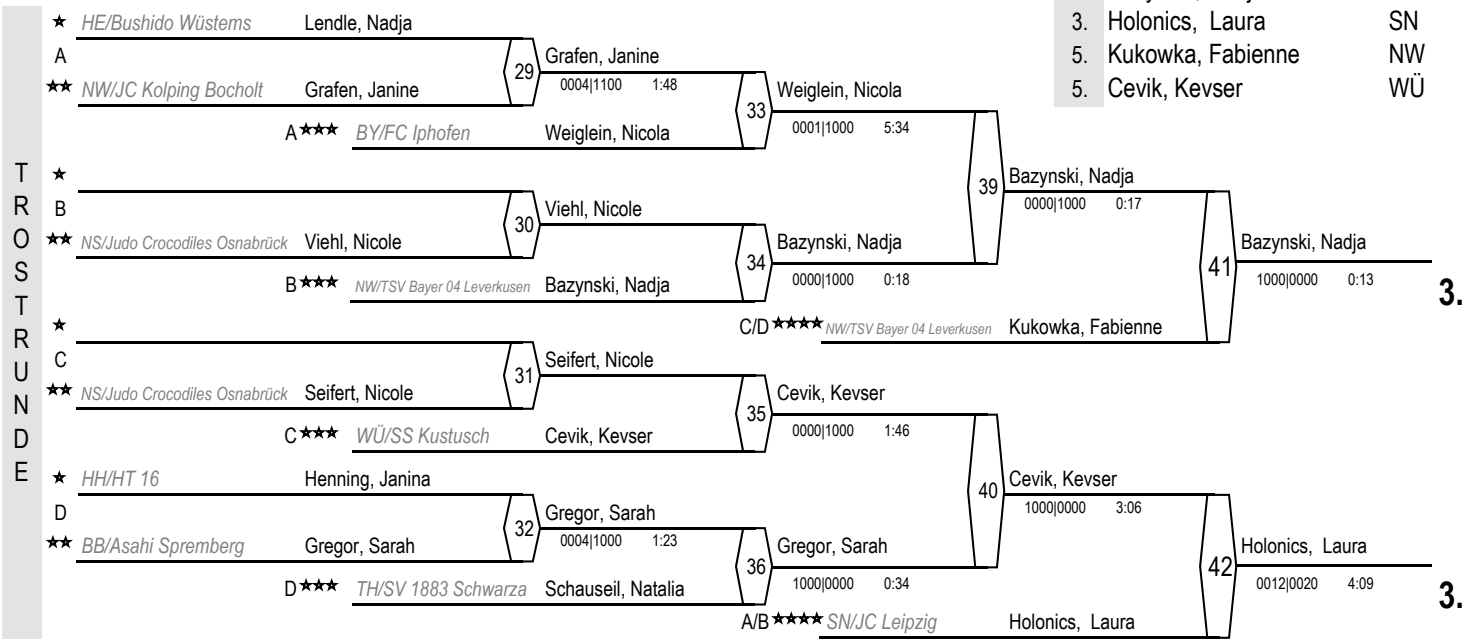 ★ HE/Bushido Wüstems Lendle, Nadja
A
★★ NW/JC Kolping Bocholt Grafen, Janine
29 Grafen, Janine
0004|1100 1:48
A★★★ BY/FC Iphofen Weiglein, Nicola
33 Weiglein, Nicola
0001|1000 5:34
3. Holonics, Laura SN
5. Kukowka, Fabienne NW
5. Cevik, Kevser WÜ
TROSTRUNDE
★
B
★★ NS/Judo Crocodiles Osnabrück Viehl, Nicole
30 Viehl, Nicole
B★★★ NW/TSV Bayer 04 Leverkusen Bazynski, Nadja
34 Bazynski, Nadja
0000|1000 0:18
39 Bazynski, Nadja
0000|1000 0:17
C/D★★★★ NW/TSV Bayer 04 Leverkusen Kukowka, Fabienne
41 Bazynski, Nadja
1000|0000 0:13
3.
★
C
★★ NS/Judo Crocodiles Osnabrück Seifert, Nicole
31 Seifert, Nicole
C★★★ WÜ/SS Kustusch Cevik, Kevser
35 Cevik, Kevser
0000|1000 1:46
★ HH/HT 16 Henning, Janina
D
★★ BB/Asahi Spremberg Gregor, Sarah
32 Gregor, Sarah
0004|1000 1:23
D★★★ TH/SV 1883 Schwarza Schauseil, Natalia
36 Gregor, Sarah
1000|0000 0:34
40 Cevik, Kevser
1000|0000 3:06
A/B★★★★ SN/JC Leipzig Holonics, Laura
42 Holonics, Laura
0012|0020 4:09
3.